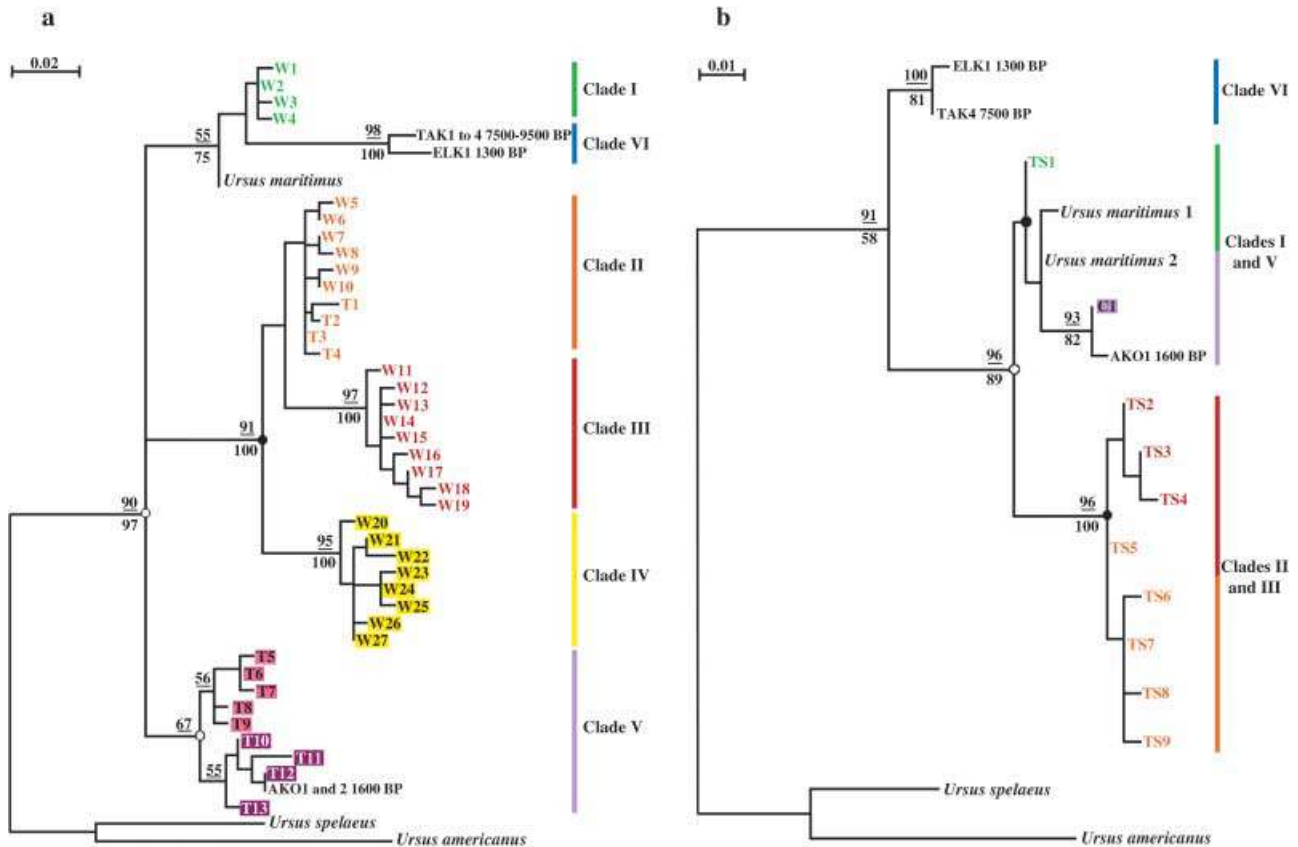 a
0.02
W1
W2
W3
W4
Clade I
55
75
98
100
TAK1 to 4 7500-9500 BP
ELK1 1300 BP
Clade VI
Ursus maritimus
W5
W6
W7
W8
W9
W10
T1
T2
T3
T4
Clade II
97
100
W11
W12
W13
W14
W15
W16
W17
W18
W19
Clade III
91
100
90
97
95
100
W20
W21
W22
W23
W24
W25
W26
W27
Clade IV
T5
T6
T7
T8
T9
56
67
55
T10
T11
T12
AKO1 and 2 1600 BP
T13
Clade V
Ursus spelaeus
Ursus americanus
b
0.01
100
81
ELK1 1300 BP
TAK4 7500 BP
Clade VI
91
58
TS1
Ursus maritimus 1
Ursus maritimus 2
93
82
AKO1 1600 BP
Clades I
and V
96
89
TS2
TS3
TS4
96
100
TS5
TS6
TS7
TS8
TS9
Clades II
and III
Ursus spelaeus
Ursus americanus